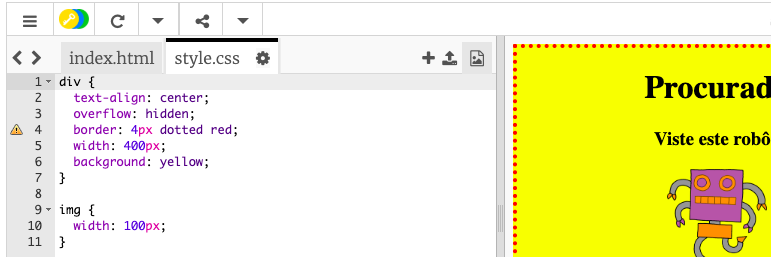 index.html style.css
1 div {
2 text-align: center;
3 overflow: hidden;
4 border: 4px dotted red;
5 width: 400px;
6 background: yellow;
7 }
8
9 img {
10 width: 100px;
11 }
Procurad
Viste este robô